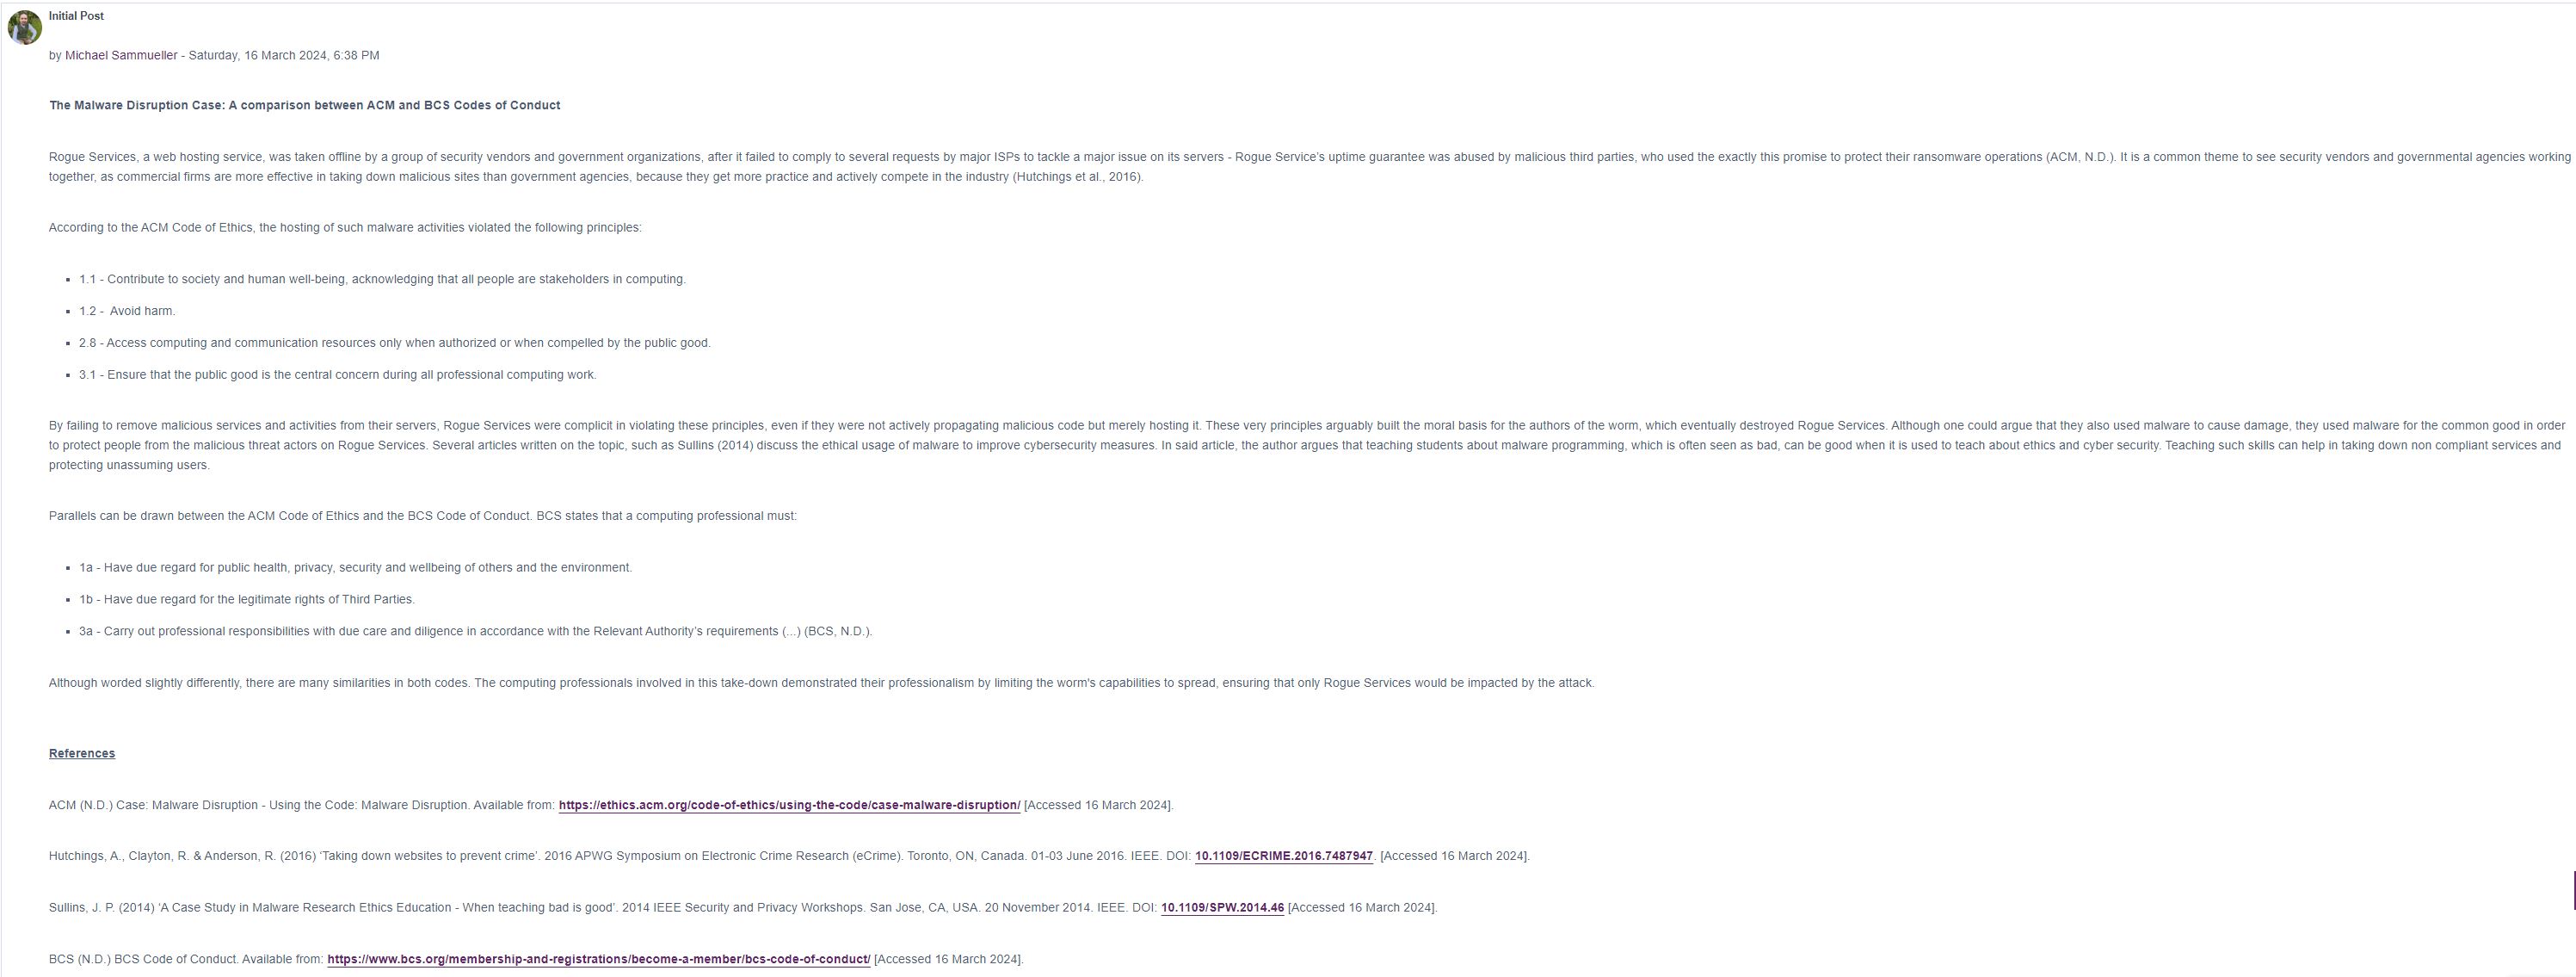 Initial Post
by Michael Sammueller - Saturday, 16 March 2024, 6:38 PM
The Malware Disruption Case: A comparison between ACM and BCS Codes of Conduct
Rogue Services, a web hosting service, was taken offline by a group of security vendors and government organizations, after it failed to comply to several requests by major ISPs to tackle a major issue on its servers - Rogue Service's uptime guarantee was abused by malicious third parties, who used the exactly this promise to protect their ransomware operations (ACM, N.D.). It is a common theme to see security vendors and governmental agencies working
together, as commercial firms are more effective in taking down malicious sites than government agencies, because they get more practice and actively compete in the industry (Hutchings et al., 2016).
According to the ACM Code of Ethics, the hosting of such malware activities violated the following principles:
▪ 1.1 - Contribute to society and human well-being, acknowledging that all people are stakeholders in computing.
▪ 1.2 - Avoid harm.
▪ 2.8 - Access computing and communication resources only when authorized or when compelled by the public good.
▪ 3.1 - Ensure that the public good is the central concern during all professional computing work.
By failing to remove malicious services and activities from their servers, Rogue Services were complicit in violating these principles, even if they were not actively propagating malicious code but merely hosting it. These very principles arguably built the moral basis for the authors of the worm, which eventually destroyed Rogue Services. Although one could argue that they also used malware to cause damage, they used malware for the common good in order
to protect people from the malicious threat actors on Rogue Services. Several articles written on the topic, such as Sullins (2014) discuss the ethical usage of malware to improve cybersecurity measures. In said article, the author argues that teaching students about malware programming, which is often seen as bad, can be good when it is used to teach about ethics and cyber security. Teaching such skills can help in taking down non compliant services and
protecting unassuming users.
Parallels can be drawn between the ACM Code of Ethics and the BCS Code of Conduct. BCS states that a computing professional must:
▪ 1a - Have due regard for public health, privacy, security and wellbeing of others and the environment.
▪ 1b - Have due regard for the legitimate rights of Third Parties.
▪ 3a - Carry out professional responsibilities with due care and diligence in accordance with the Relevant Authority's requirements (...) (BCS, N.D.).
Although worded slightly differently, there are many similarities in both codes. The computing professionals involved in this take-down demonstrated their professionalism by limiting the worm's capabilities to spread, ensuring that only Rogue Services would be impacted by the attack.
References
ACM (N.D.) Case: Malware Disruption - Using the Code: Malware Disruption. Available from: https://ethics.acm.org/code-of-ethics/using-the-code/case-malware-disruption/ [Accessed 16 March 2024].
Hutchings, A., Clayton, R. & Anderson, R. (2016) 'Taking down websites to prevent crime'. 2016 APWG Symposium on Electronic Crime Research (eCrime). Toronto, ON, Canada. 01-03 June 2016. IEEE. DOI: 10.1109/ECRIME.2016.7487947. [Accessed 16 March 2024].
Sullins, J. P. (2014) 'A Case Study in Malware Research Ethics Education - When teaching bad is good'. 2014 IEEE Security and Privacy Workshops. San Jose, CA, USA. 20 November 2014. IEEE. DOI: 10.1109/SPW.2014.46 [Accessed 16 March 2024].
BCS (N.D.) BCS Code of Conduct. Available from: https://www.bcs.org/membership-and-registrations/become-a-member/bcs-code-of-conduct/ [Accessed 16 March 2024].